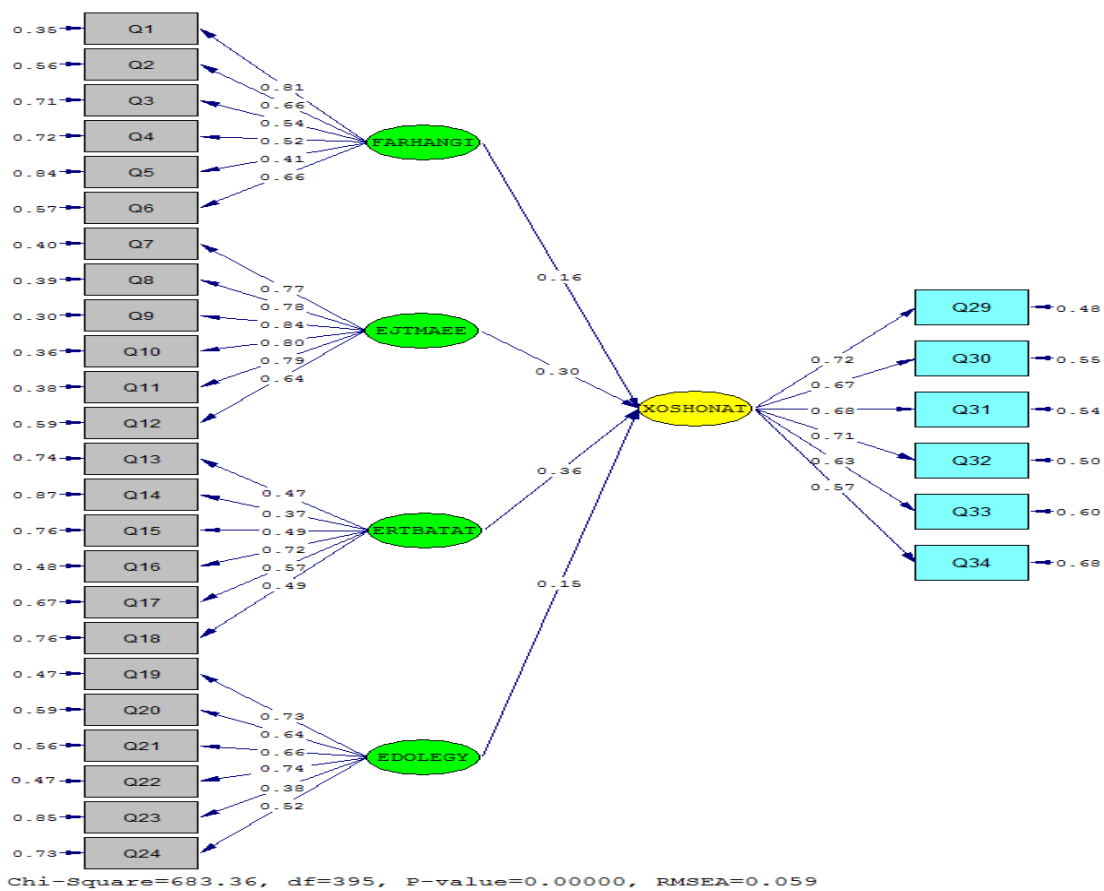 0.35 Q1
0.56 Q2
0.71 Q3
0.72 Q4
0.84 Q5
0.57 Q6
0.81
0.66
0.54
0.52
0.41
0.66
FARHANGI
0.40 Q7
0.39 Q8
0.30 Q9
0.36 Q10
0.38 Q11
0.59 Q12
0.77
0.78
0.84
0.80
0.79
0.64
EJTMAEE
0.74 Q13
0.87 Q14
0.76 Q15
0.48 Q16
0.67 Q17
0.76 Q18
0.47
0.37
0.49
0.72
0.57
0.49
ERTBATAT
0.47 Q19
0.59 Q20
0.56 Q21
0.47 Q22
0.85 Q23
0.73 Q24
0.73
0.64
0.66
0.74
0.38
0.52
EDOLEGY
0.16
0.30
0.36
0.15
XOSHONAT
0.72
0.67
0.68
0.71
0.63
0.57
Q29 0.48
Q30 0.55
Q31 0.54
Q32 0.50
Q33 0.60
Q34 0.68
Chi-Square=683.36, df=395, P-value=0.00000, RMSEA=0.059